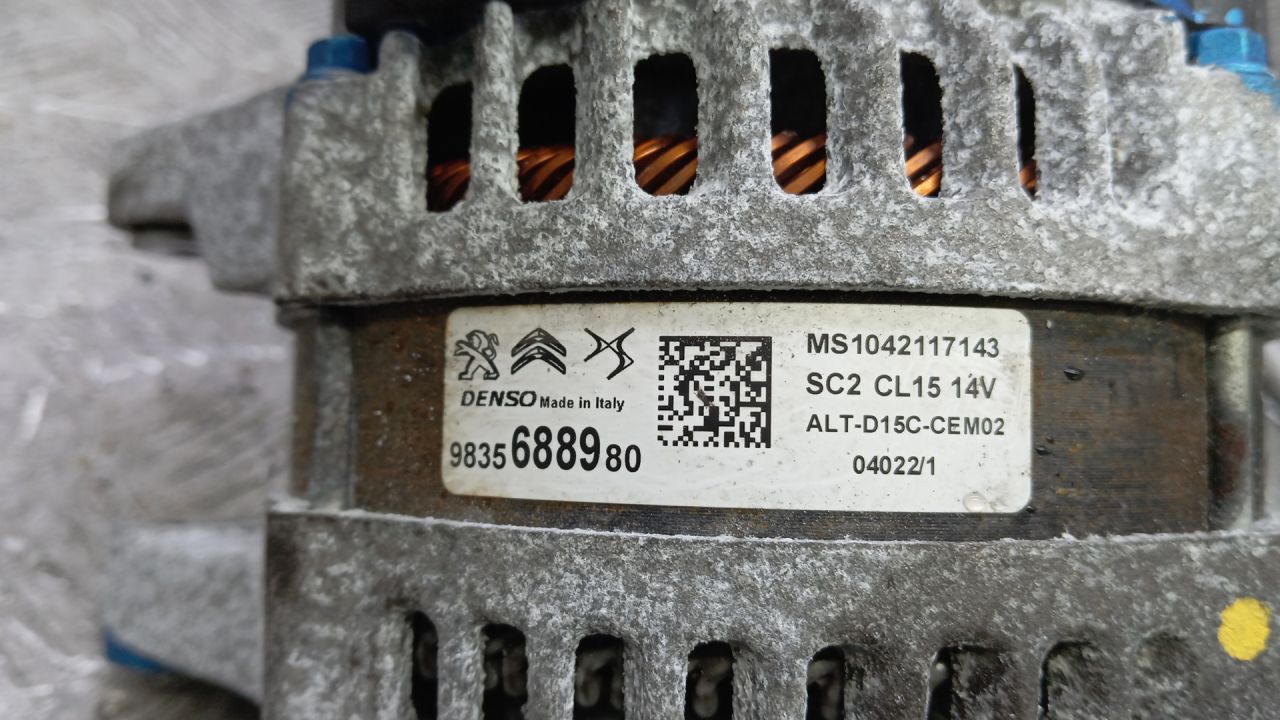 DENSO Made in Italy
9835688980
MS1042117143
SC2 CL15 14V
ALT-D15C-CEM02
04022/1